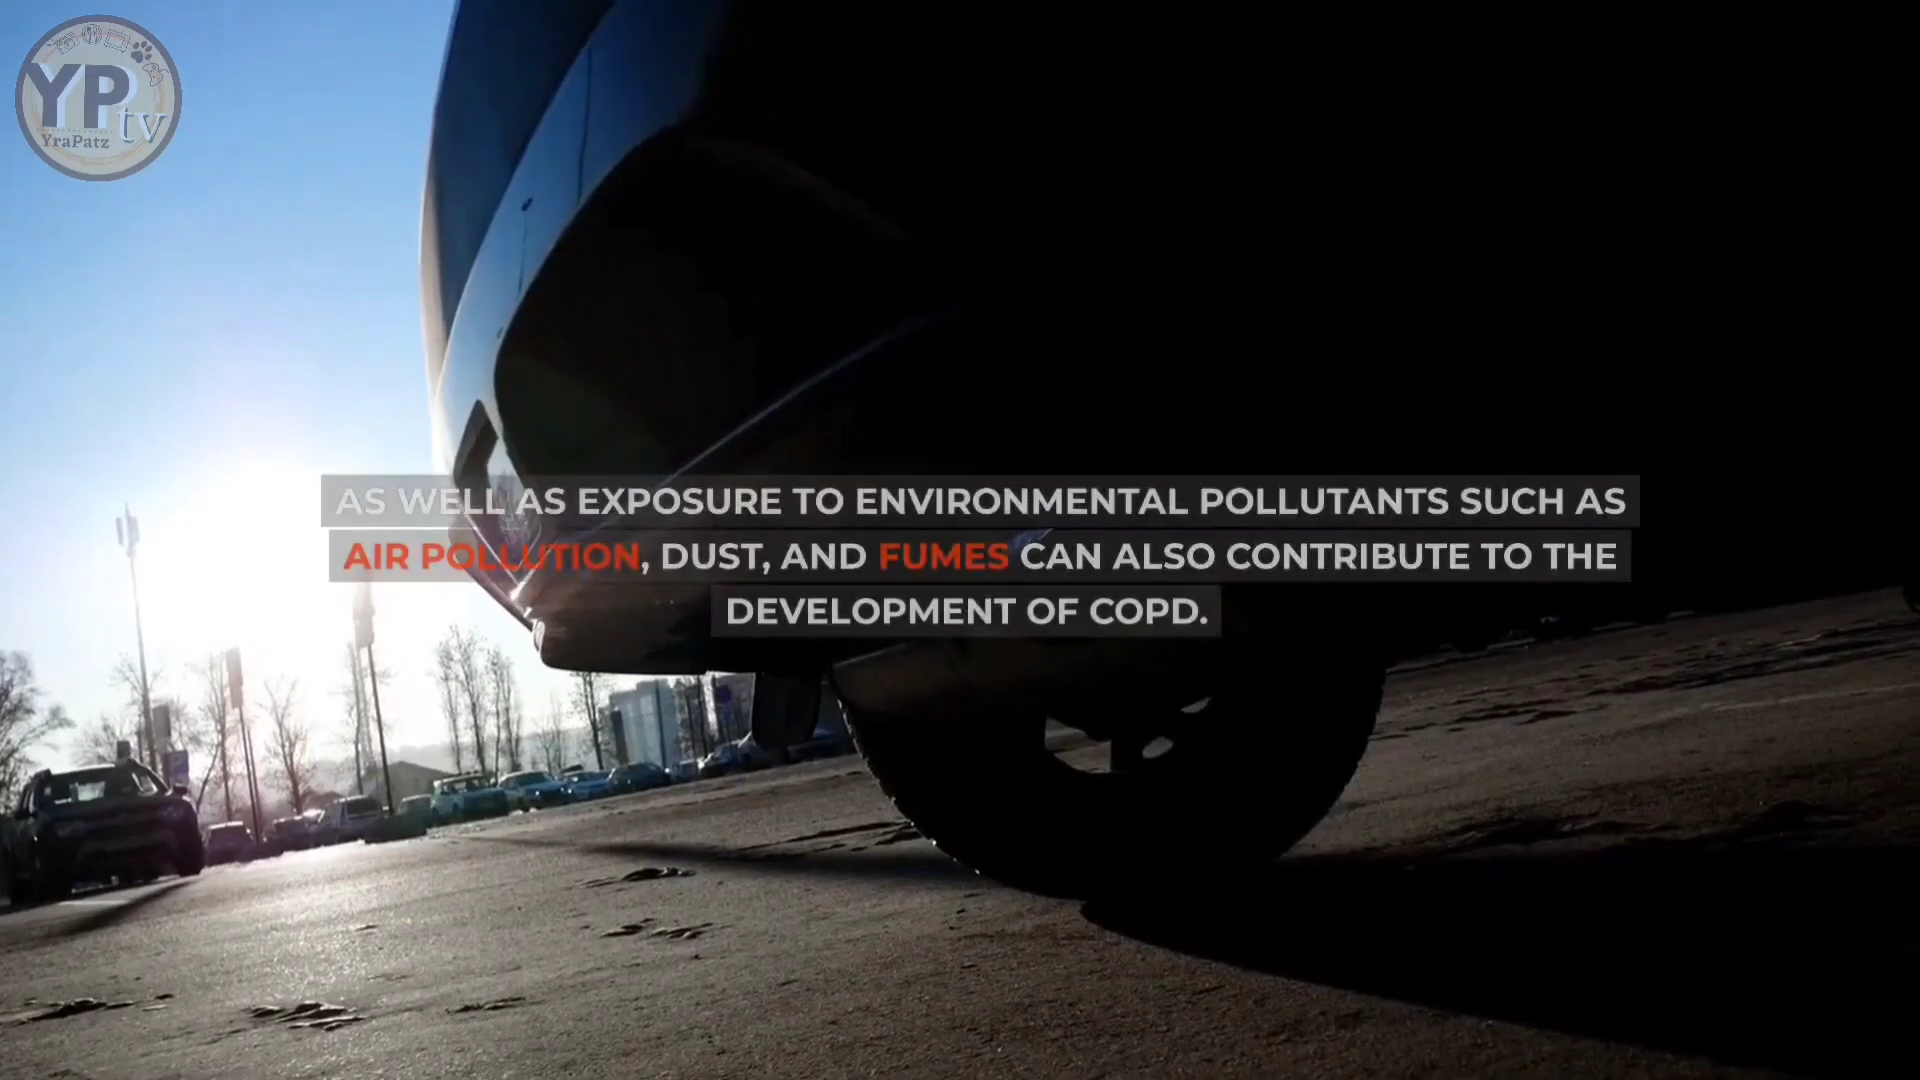 YP
tv
YraPatz
AS WELL AS EXPOSURE TO ENVIRONMENTAL POLLUTANTS SUCH AS
AIR POLLUTION, DUST, AND FUMES CAN ALSO CONTRIBUTE TO THE
DEVELOPMENT OF COPD.